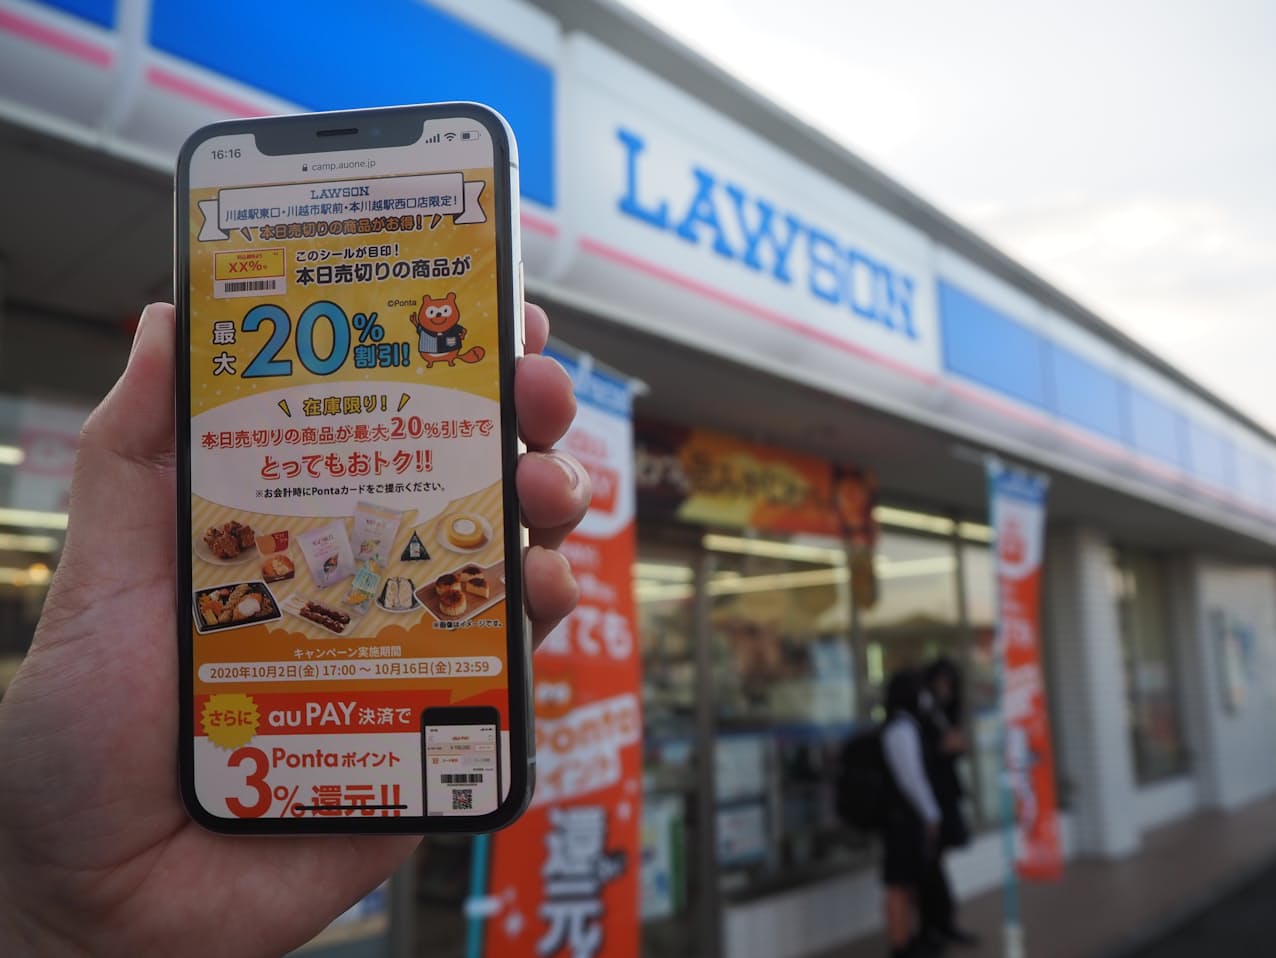 16:16
camp.auone.jp
LAWSON
川越駅東口・川越市駅前・本川越駅西口店限定！
本日売切りの商品がお得！
このシールが目印！
XX%
本日売切りの商品が
©Ponta
最大20%割引！
在庫限り！
本日売切りの商品が最大20%引きで
とってもおトク!!
※お会計時にPontaカードをご提示ください。
※画像はイメージです。
キャンペーン実施期間
2020年10月2日(金) 17:00 ～ 10月16日(金) 23:59
さらに au PAY 決済で
Pontaポイント
3%還元!!
LAWSON
ても
Ponta
還元